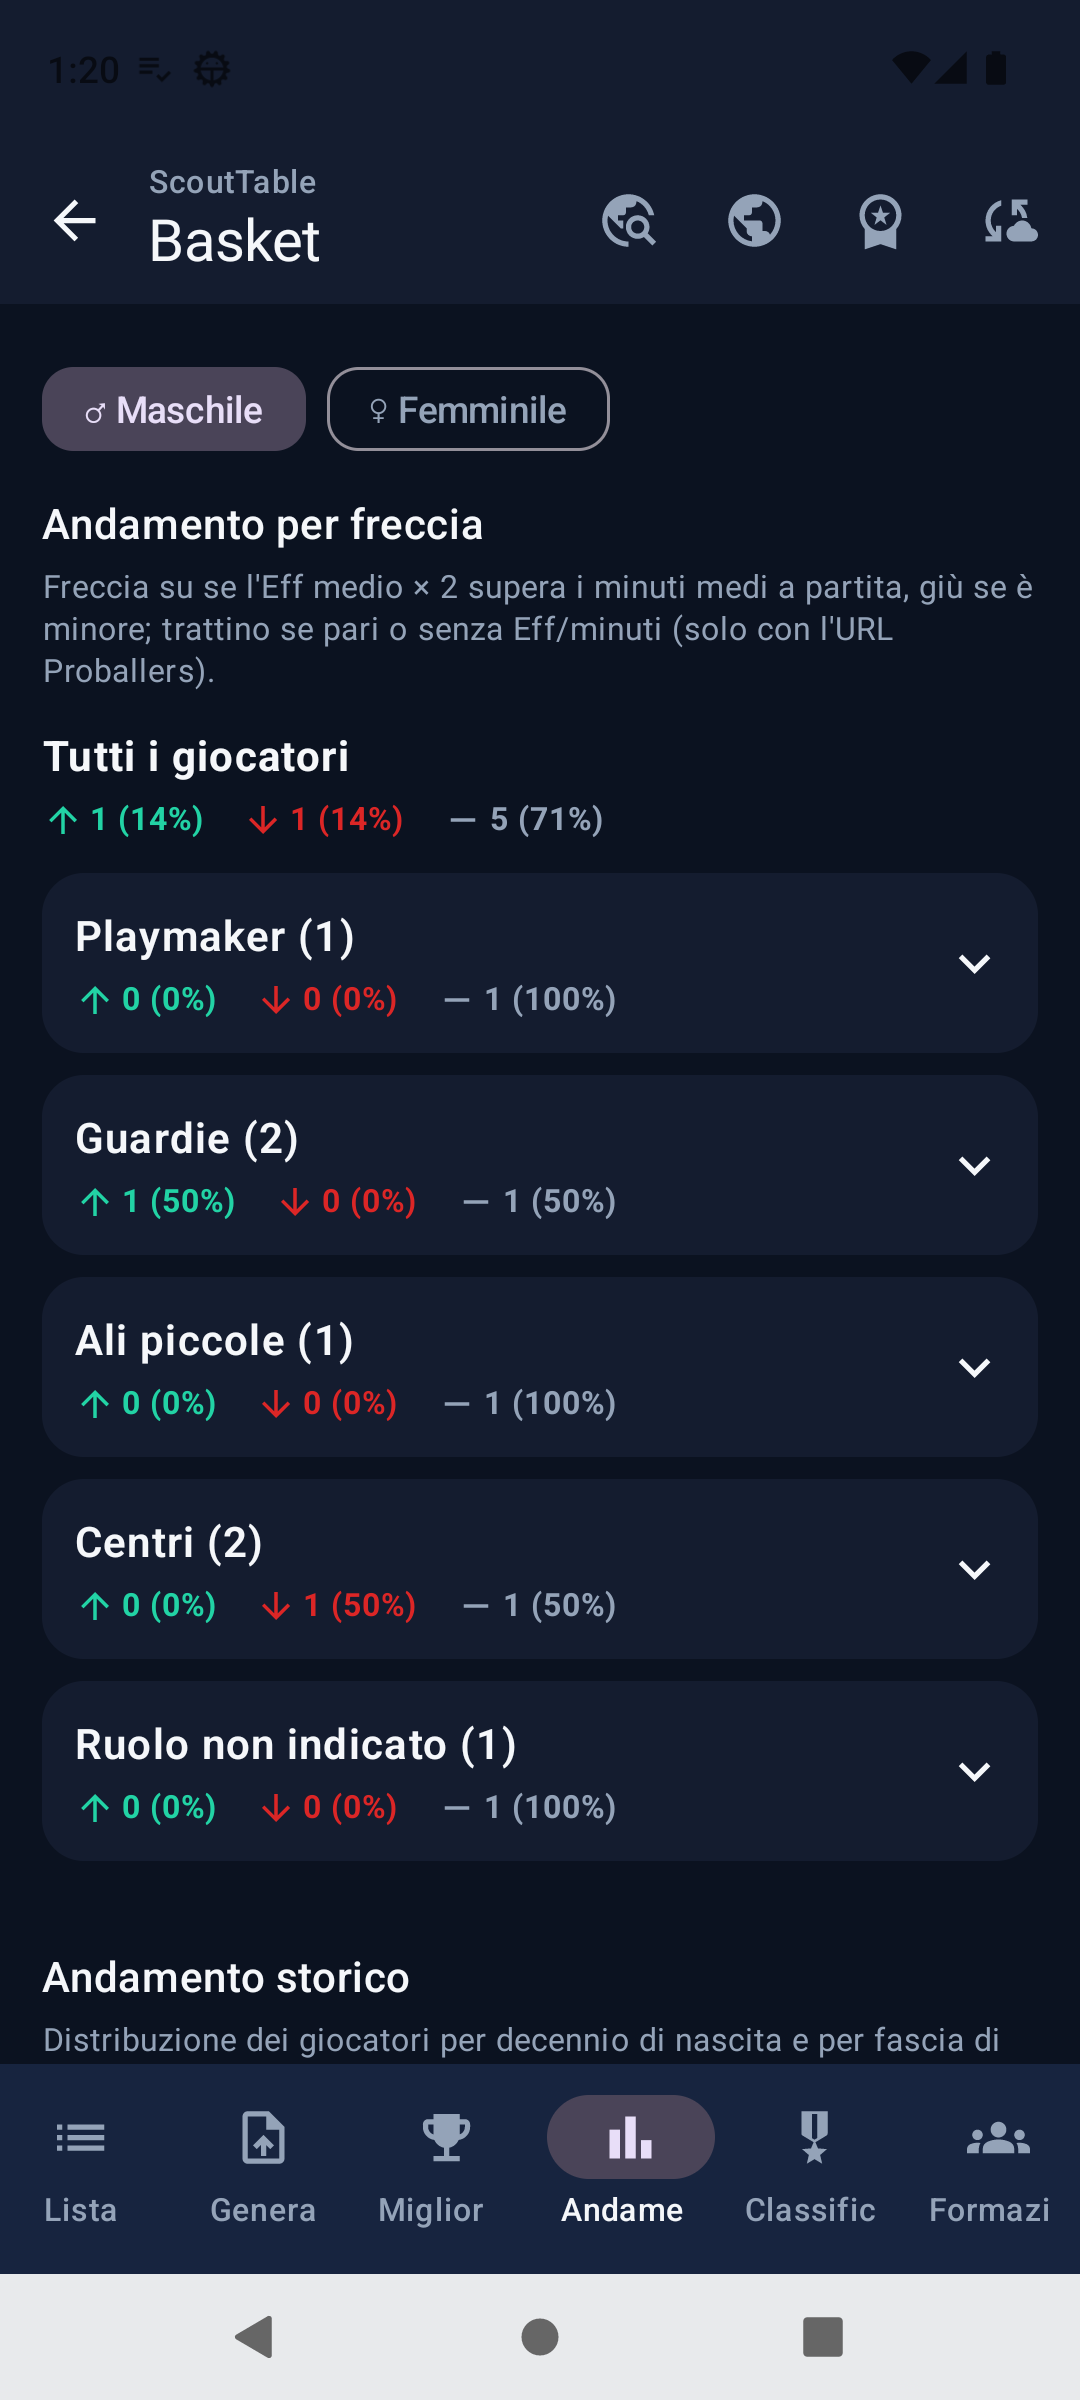 1:20
ScoutTable
Basket
♂ Maschile
♀ Femminile
Andamento per freccia
Freccia su se l'Eff medio × 2 supera i minuti medi a partita, giù se è
minore; trattino se pari o senza Eff/minuti (solo con l'URL
Proballers).
Tutti i giocatori
↑ 1 (14%) ↓ 1 (14%) — 5 (71%)
Playmaker (1)
↑ 0 (0%) ↓ 0 (0%) — 1 (100%)
Guardie (2)
↑ 1 (50%) ↓ 0 (0%) — 1 (50%)
Ali piccole (1)
↑ 0 (0%) ↓ 0 (0%) — 1 (100%)
Centri (2)
↑ 0 (0%) ↓ 1 (50%) — 1 (50%)
Ruolo non indicato (1)
↑ 0 (0%) ↓ 0 (0%) — 1 (100%)
Andamento storico
Distribuzione dei giocatori per decennio di nascita e per fascia di
Lista
Genera
Miglior
Andame
Classific
Formazi